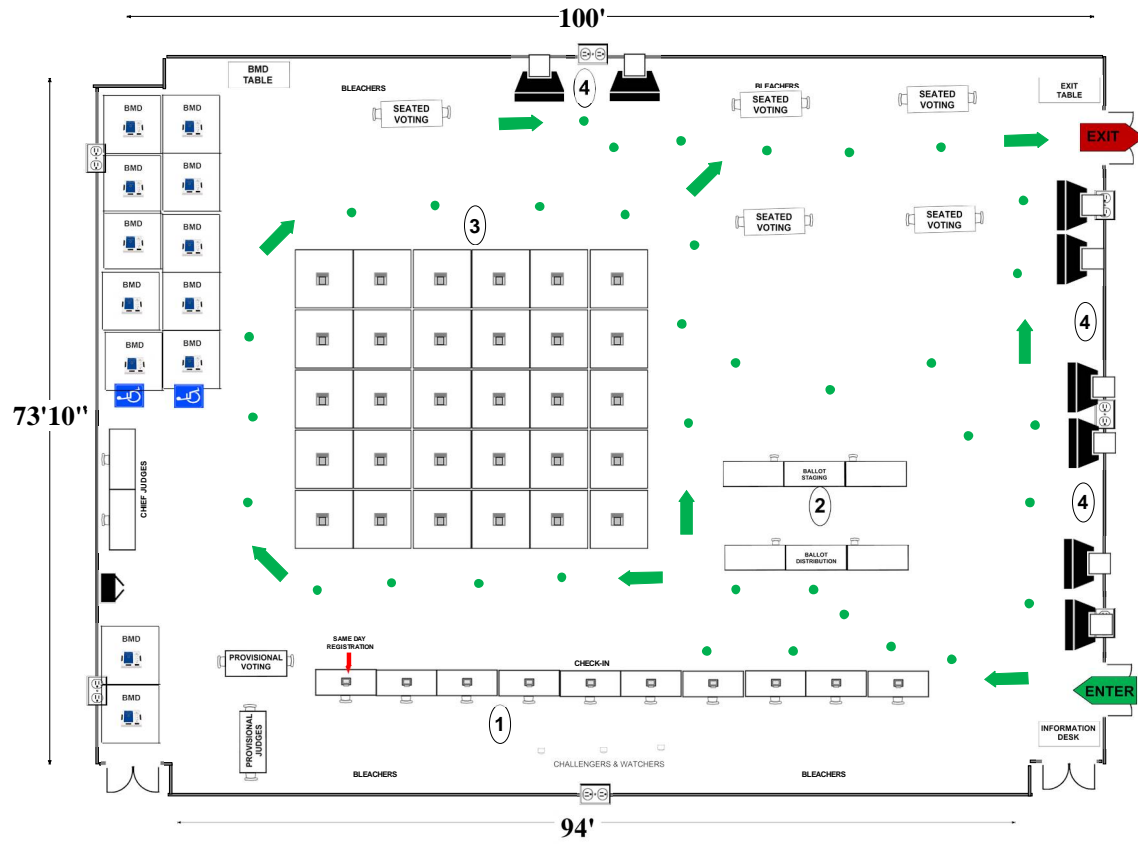 100'
BMD
TABLE
BLEACHERS
4
BLEACHERS
EXIT
TABLE
SEATED
VOTING
SEATED
VOTING
SEATED
VOTING
EXIT
BMD
BMD
BMD
BMD
3
SEATED
VOTING
SEATED
VOTING
BMD
BMD
BMD
BMD
4
BMD
BMD
73'10"
CHIEF JUDGES
BALLOT
STAGING
2
4
BALLOT
DISTRIBUTION
BMD
SAME DAY
REGISTRATION
PROVISIONAL
VOTING
CHECK-IN
BMD
ENTER
1
PROVISIONAL
JUDGES
INFORMATION
DESK
CHALLENGERS & WATCHERS
BLEACHERS
BLEACHERS
94'